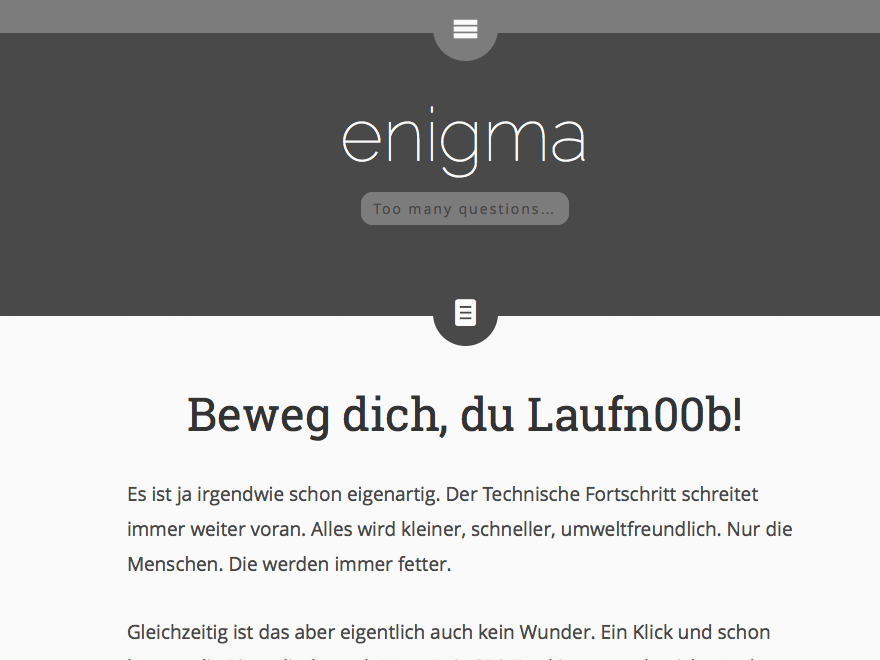 enigma
Too many questions...
Beweg dich, du Laufn00b!
Es ist ja irgendwie schon eigenartig. Der Technische Fortschritt schreitet
immer weiter voran. Alles wird kleiner, schneller, umweltfreundlich. Nur die
Menschen. Die werden immer fetter.
Gleichzeitig ist das aber eigentlich auch kein Wunder. Ein Klick und schon